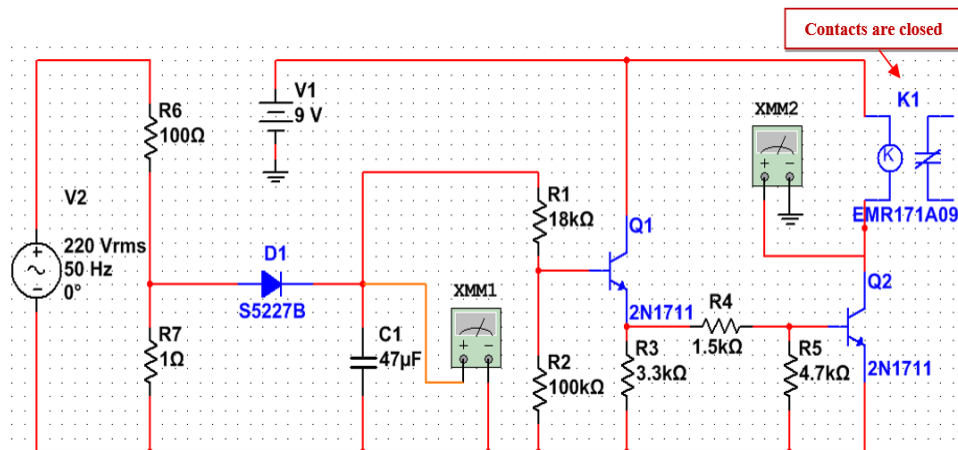 Contacts are closed
K1
V1
9 V
R6
100Ω
XMM2
K
EMR171A09
V2
220 Vrms
50 Hz
0°
R1
18kΩ
Q1
2N1711
D1
S5227B
XMM1
Q2
2N1711
R4
1.5kΩ
C1
47µF
R7
1Ω
R2
100kΩ
R3
3.3kΩ
R5
4.7kΩ